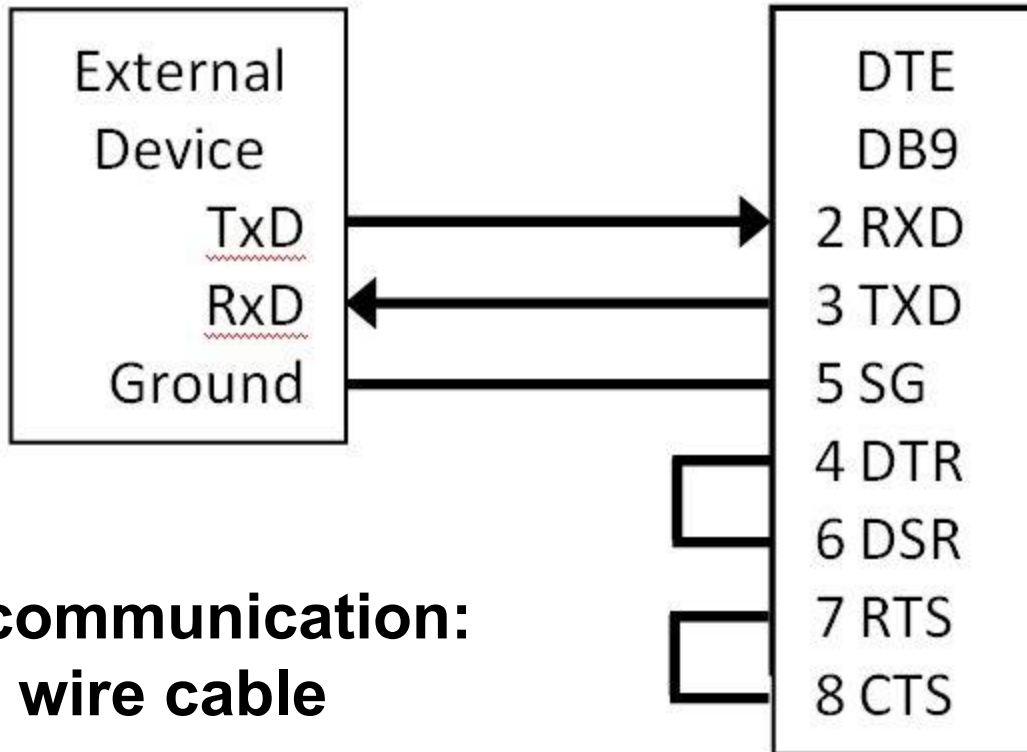 External
Device
TxD
RxD
Ground
DTE
DB9
2 RXD
3 TXD
5 SG
4 DTR
6 DSR
7 RTS
8 CTS
communication:
wire cable